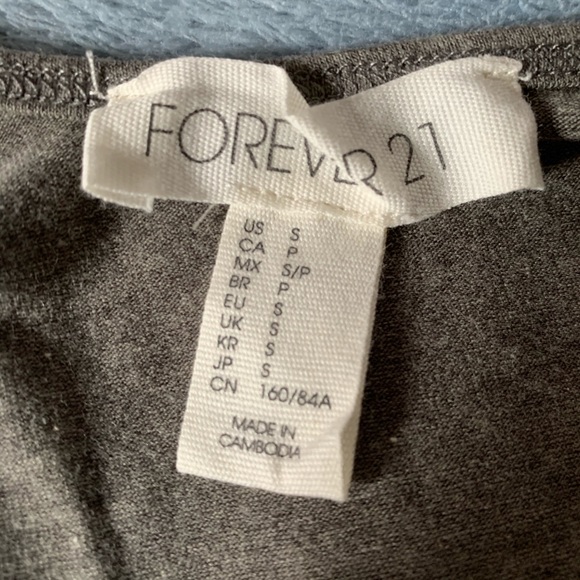 FOREVER 21
US S
CA P
MX S/P
BR P
EU S
UK S
KR S
JP S
CN 160/84A
MADE IN
CAMBODIA